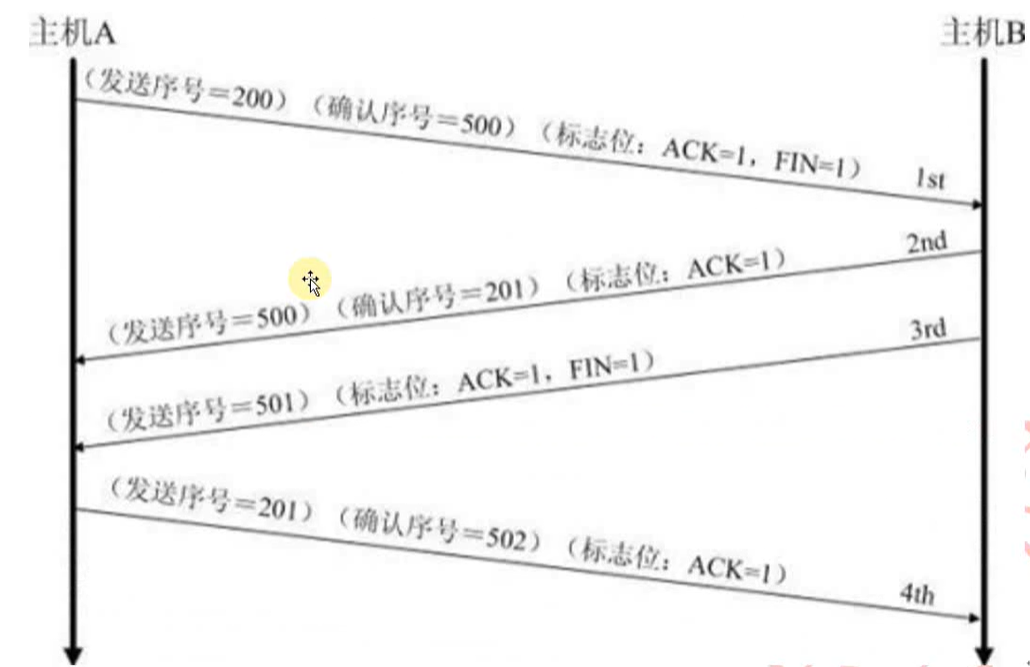 主机A
主机B
（发送序号＝200）（确认序号＝500）（标志位：ACK=1，FIN=1）
1st
2nd
（发送序号＝500）（确认序号＝201）（标志位：ACK=1）
3rd
（发送序号＝501）（标志位：ACK=1，FIN=1）
（发送序号＝201）（确认序号＝502）（标志位：ACK=1）
4th